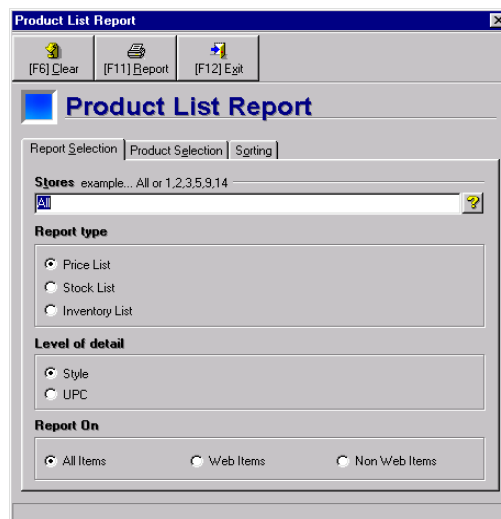 Product List Report
[F6] Clear [F11] Report [F12] Exit
Product List Report
Report Selection Product Selection Sorting
Stores example... All or 1,2,3,5,9,14
All
Report type
Price List
Stock List
Inventory List
Level of detail
Style
UPC
Report On
All Items Web Items Non Web Items